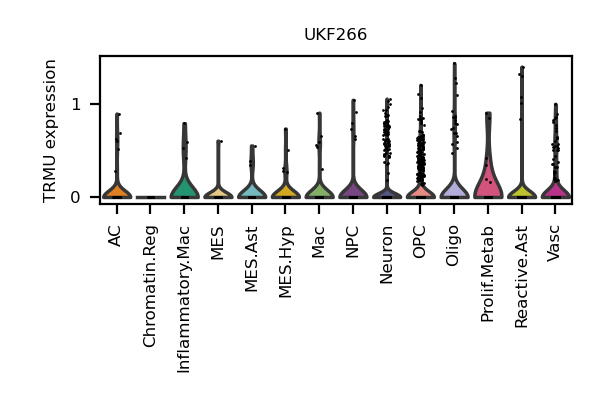 UKF266
TRMU expression
1
0
AC
Chromatin.Reg
Inflammatory.Mac
MES
MES.Ast
MES.Hyp
Mac
NPC
Neuron
OPC
Oligo
Prolif.Metab
Reactive.Ast
Vasc